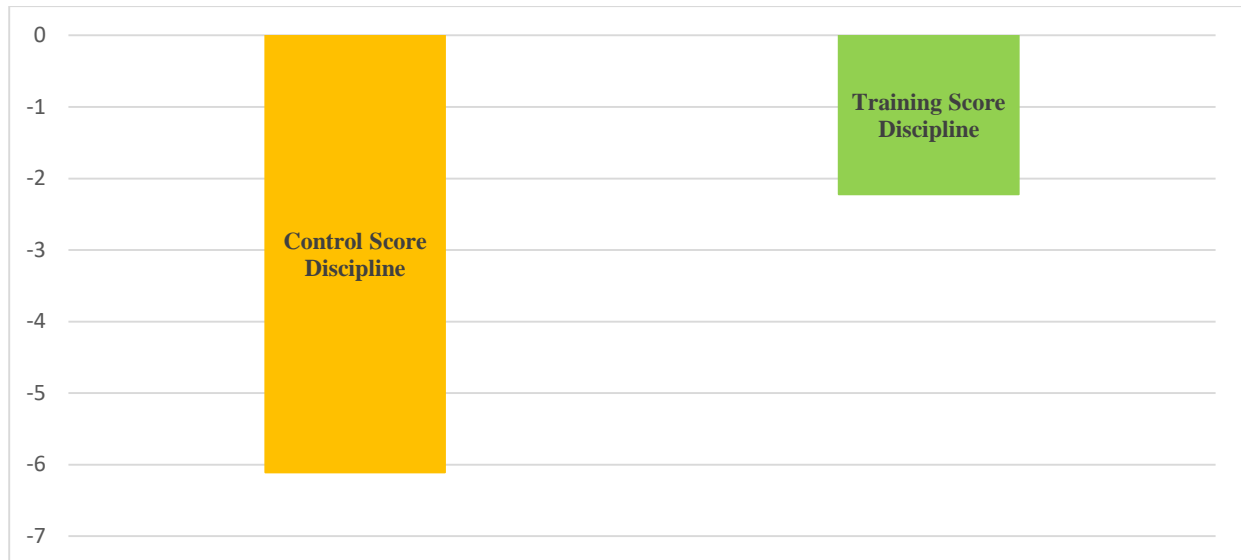 0
-1
Training Score
Discipline
-2
-3
Control Score
Discipline
-4
-5
-6
-7